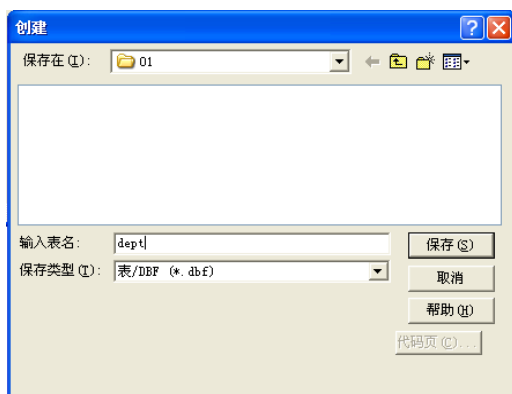 创建
保存在(I): 01
输入表名: dept 保存(S)
保存类型(T): 表/DBF (*.dbf) 取消
帮助(H)
代码页(C)...